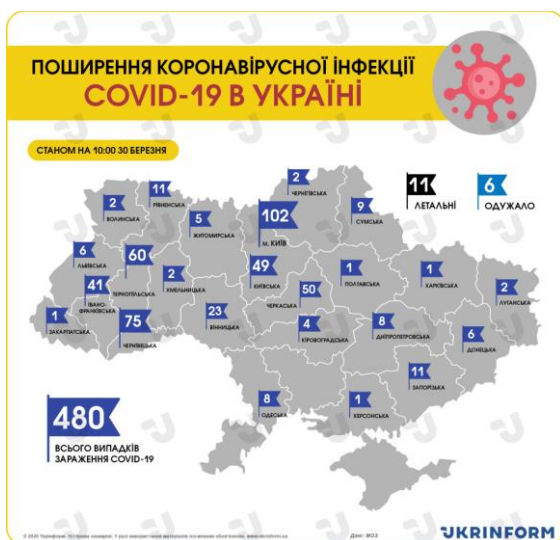 ПОШИРЕННЯ КОРОНАВІРУСНОЇ ІНФЕКЦІЇ
COVID-19 В УКРАЇНІ
СТАНОМ НА 10:00 30 БЕРЕЗНЯ
11
ЛЕТАЛЬНІ
6
ОДУЖАЛО
2
ВОЛИНСЬКА
11
РІВНЕНСЬКА
5
ЖИТОМИРСЬКА
102
м. КИЇВ
2
ЧЕРНІГІВСЬКА
9
СУМСЬКА
6
ЛЬВІВСЬКА
60
ТЕРНОПІЛЬСЬКА
2
ХМЕЛЬНИЦЬКА
49
КИЇВСЬКА
50
ЧЕРКАСЬКА
1
ПОЛТАВСЬКА
1
ХАРКІВСЬКА
2
ЛУГАНСЬКА
41
ІВАНО-
ФРАНКІВСЬКА
1
ЗАКАРПАТСЬКА
75
ЧЕРНІВЕЦЬКА
23
ВІННИЦЬКА
4
КІРОВОГРАДСЬКА
8
ДНІПРОПЕТРОВСЬКА
6
ДОНЕЦЬКА
11
ЗАПОРІЗЬКА
8
ОДЕСЬКА
1
ХЕРСОНСЬКА
480
ВСЬОГО ВИПАДКІВ
ЗАРАЖЕННЯ COVID-19
Дані: МОЗ
UKRINFORM